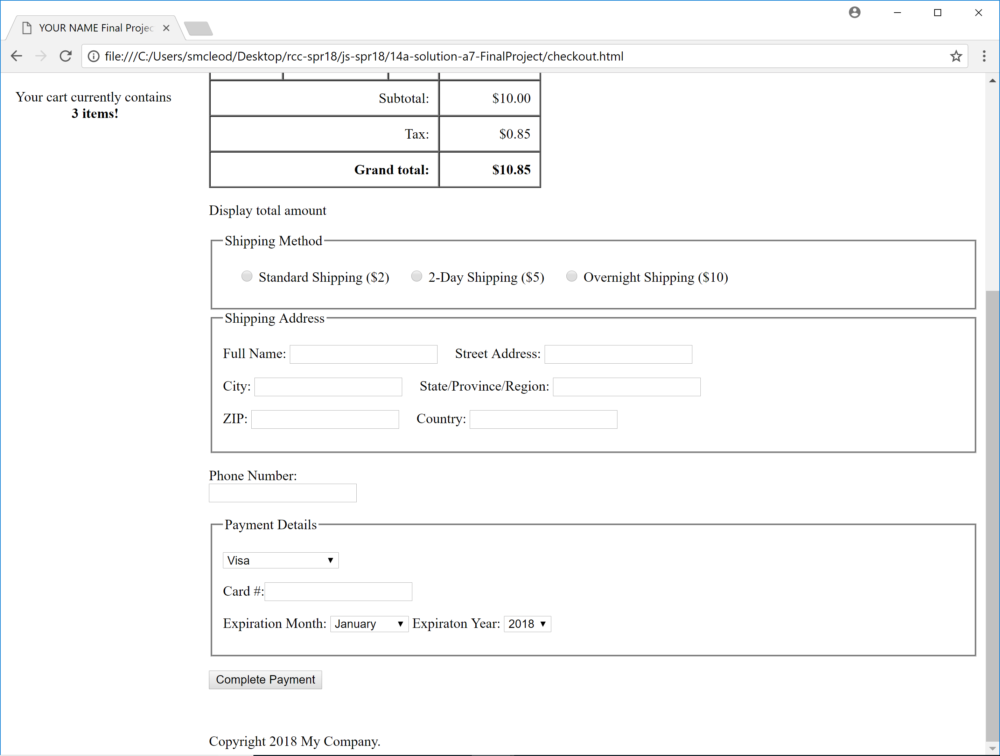 YOUR NAME Final Projec
file:///C:/Users/smcleod/Desktop/rcc-spr18/js-spr18/14a-solution-a7-FinalProject/checkout.html
Your cart currently contains
3 items!
Subtotal: $10.00
Tax: $0.85
Grand total: $10.85
Display total amount
Shipping Method
Standard Shipping ($2) 2-Day Shipping ($5) Overnight Shipping ($10)
Shipping Address
Full Name: Street Address:
City: State/Province/Region:
ZIP: Country:
Phone Number:
Payment Details
Visa
Card #:
Expiration Month: January Expiraton Year: 2018
Complete Payment
Copyright 2018 My Company.